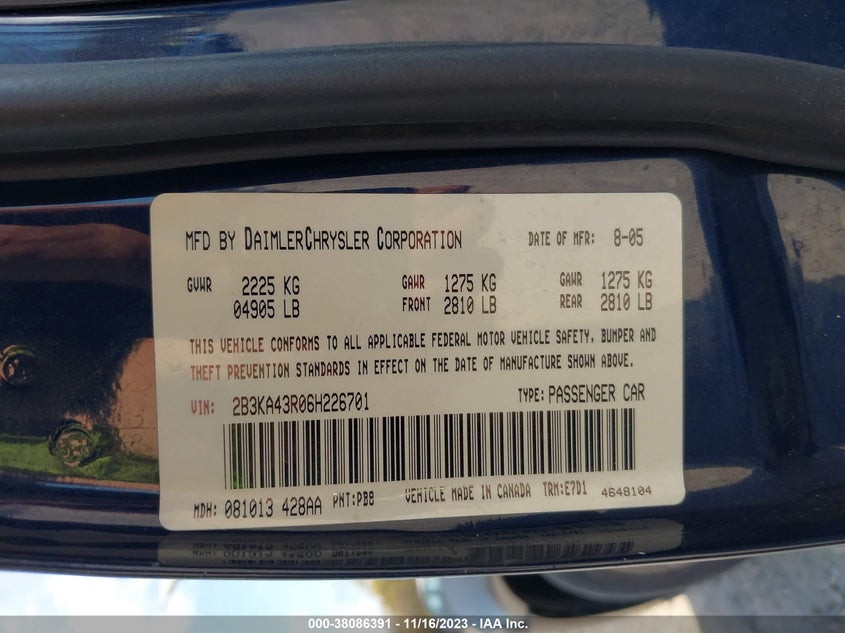 MFD BY DAIMLERCHRYSLER CORPORATION DATE OF MFR: 8-05
GVWR 2225 KG GAWR 1275 KG GAWR 1275 KG
04905 LB FRONT 2810 LB REAR 2810 LB
THIS VEHICLE CONFORMS TO ALL APPLICABLE FEDERAL MOTOR VEHICLE SAFETY, BUMPER AND
THEFT PREVENTION STANDARDS IN EFFECT ON THE DATE OF MANUFACTURE SHOWN ABOVE.
VIN: 2B3KA43R06H226701 TYPE: PASSENGER CAR
MDH: 081013 428AA PNT:PB8 VEHICLE MADE IN CANADA TRM:E7D1 4648104
000-38086391 - 11/16/2023 - IAA Inc.